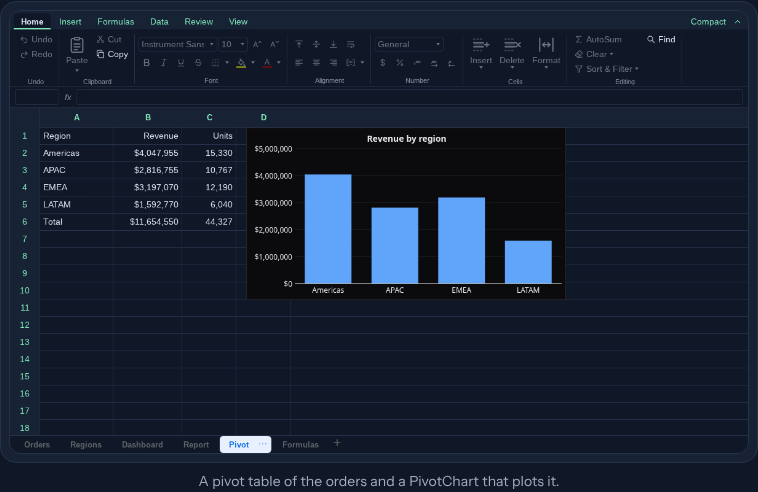 Home Insert Formulas Data Review View Compact
Undo Cut Instrument Sans 10 General AutoSum Find
Redo Paste Copy Insert Delete Format Clear
Sort & Filter
Undo Clipboard Font Alignment Number Cells Editing
fx
A B C D
1 Region Revenue Units
2 Americas $4,047,955 15,330
3 APAC $2,816,755 10,767
4 EMEA $3,197,070 12,190
5 LATAM $1,592,770 6,040
6 Total $11,654,550 44,327
7
8
9
10
11
12
13
14
15
16
17
18
Revenue by region
$5,000,000
$4,000,000
$3,000,000
$2,000,000
$1,000,000
$0
Americas APAC EMEA LATAM
Orders Regions Dashboard Report Pivot Formulas
A pivot table of the orders and a PivotChart that plots it.